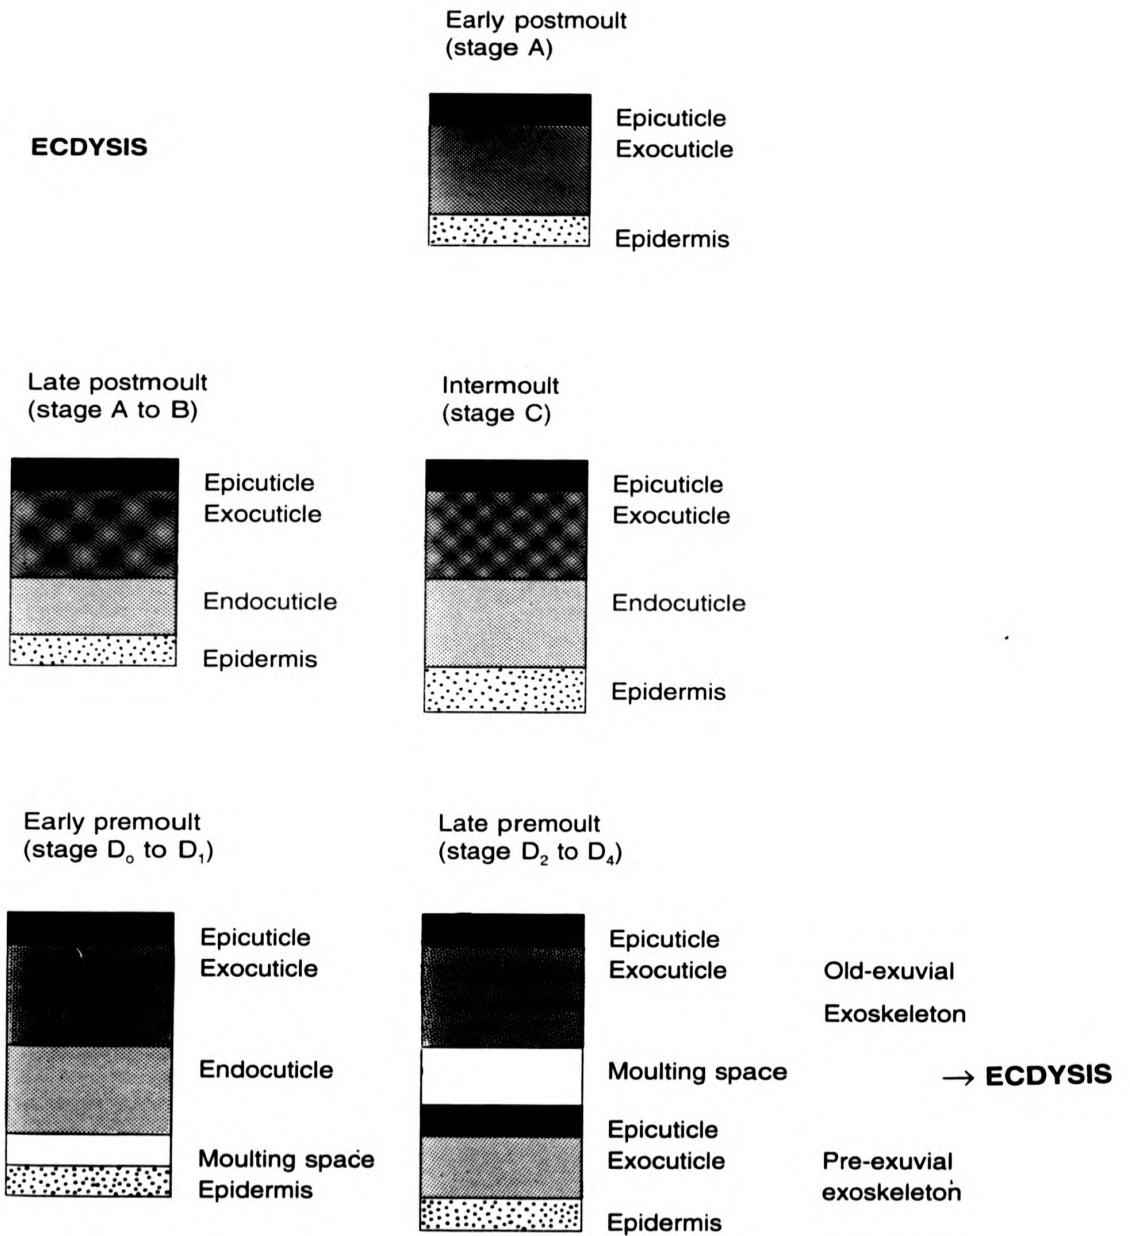 Early postmoult
(stage A)
ECDYSIS
Epicuticle
Exocuticle
Epidermis
Late postmoult
(stage A to B)
Epicuticle
Exocuticle
Endocuticle
Epidermis
Intermoult
(stage C)
Epicuticle
Exocuticle
Endocuticle
Epidermis
Early premoult
(stage D₀ to D₁)
Epicuticle
Exocuticle
Endocuticle
Moulting space
Epidermis
Late premoult
(stage D₂ to D₄)
Epicuticle
Exocuticle
Old-exuvial
Exoskeleton
Moulting space
→ ECDYSIS
Epicuticle
Exocuticle
Pre-exuvial
exoskeleton
Epidermis